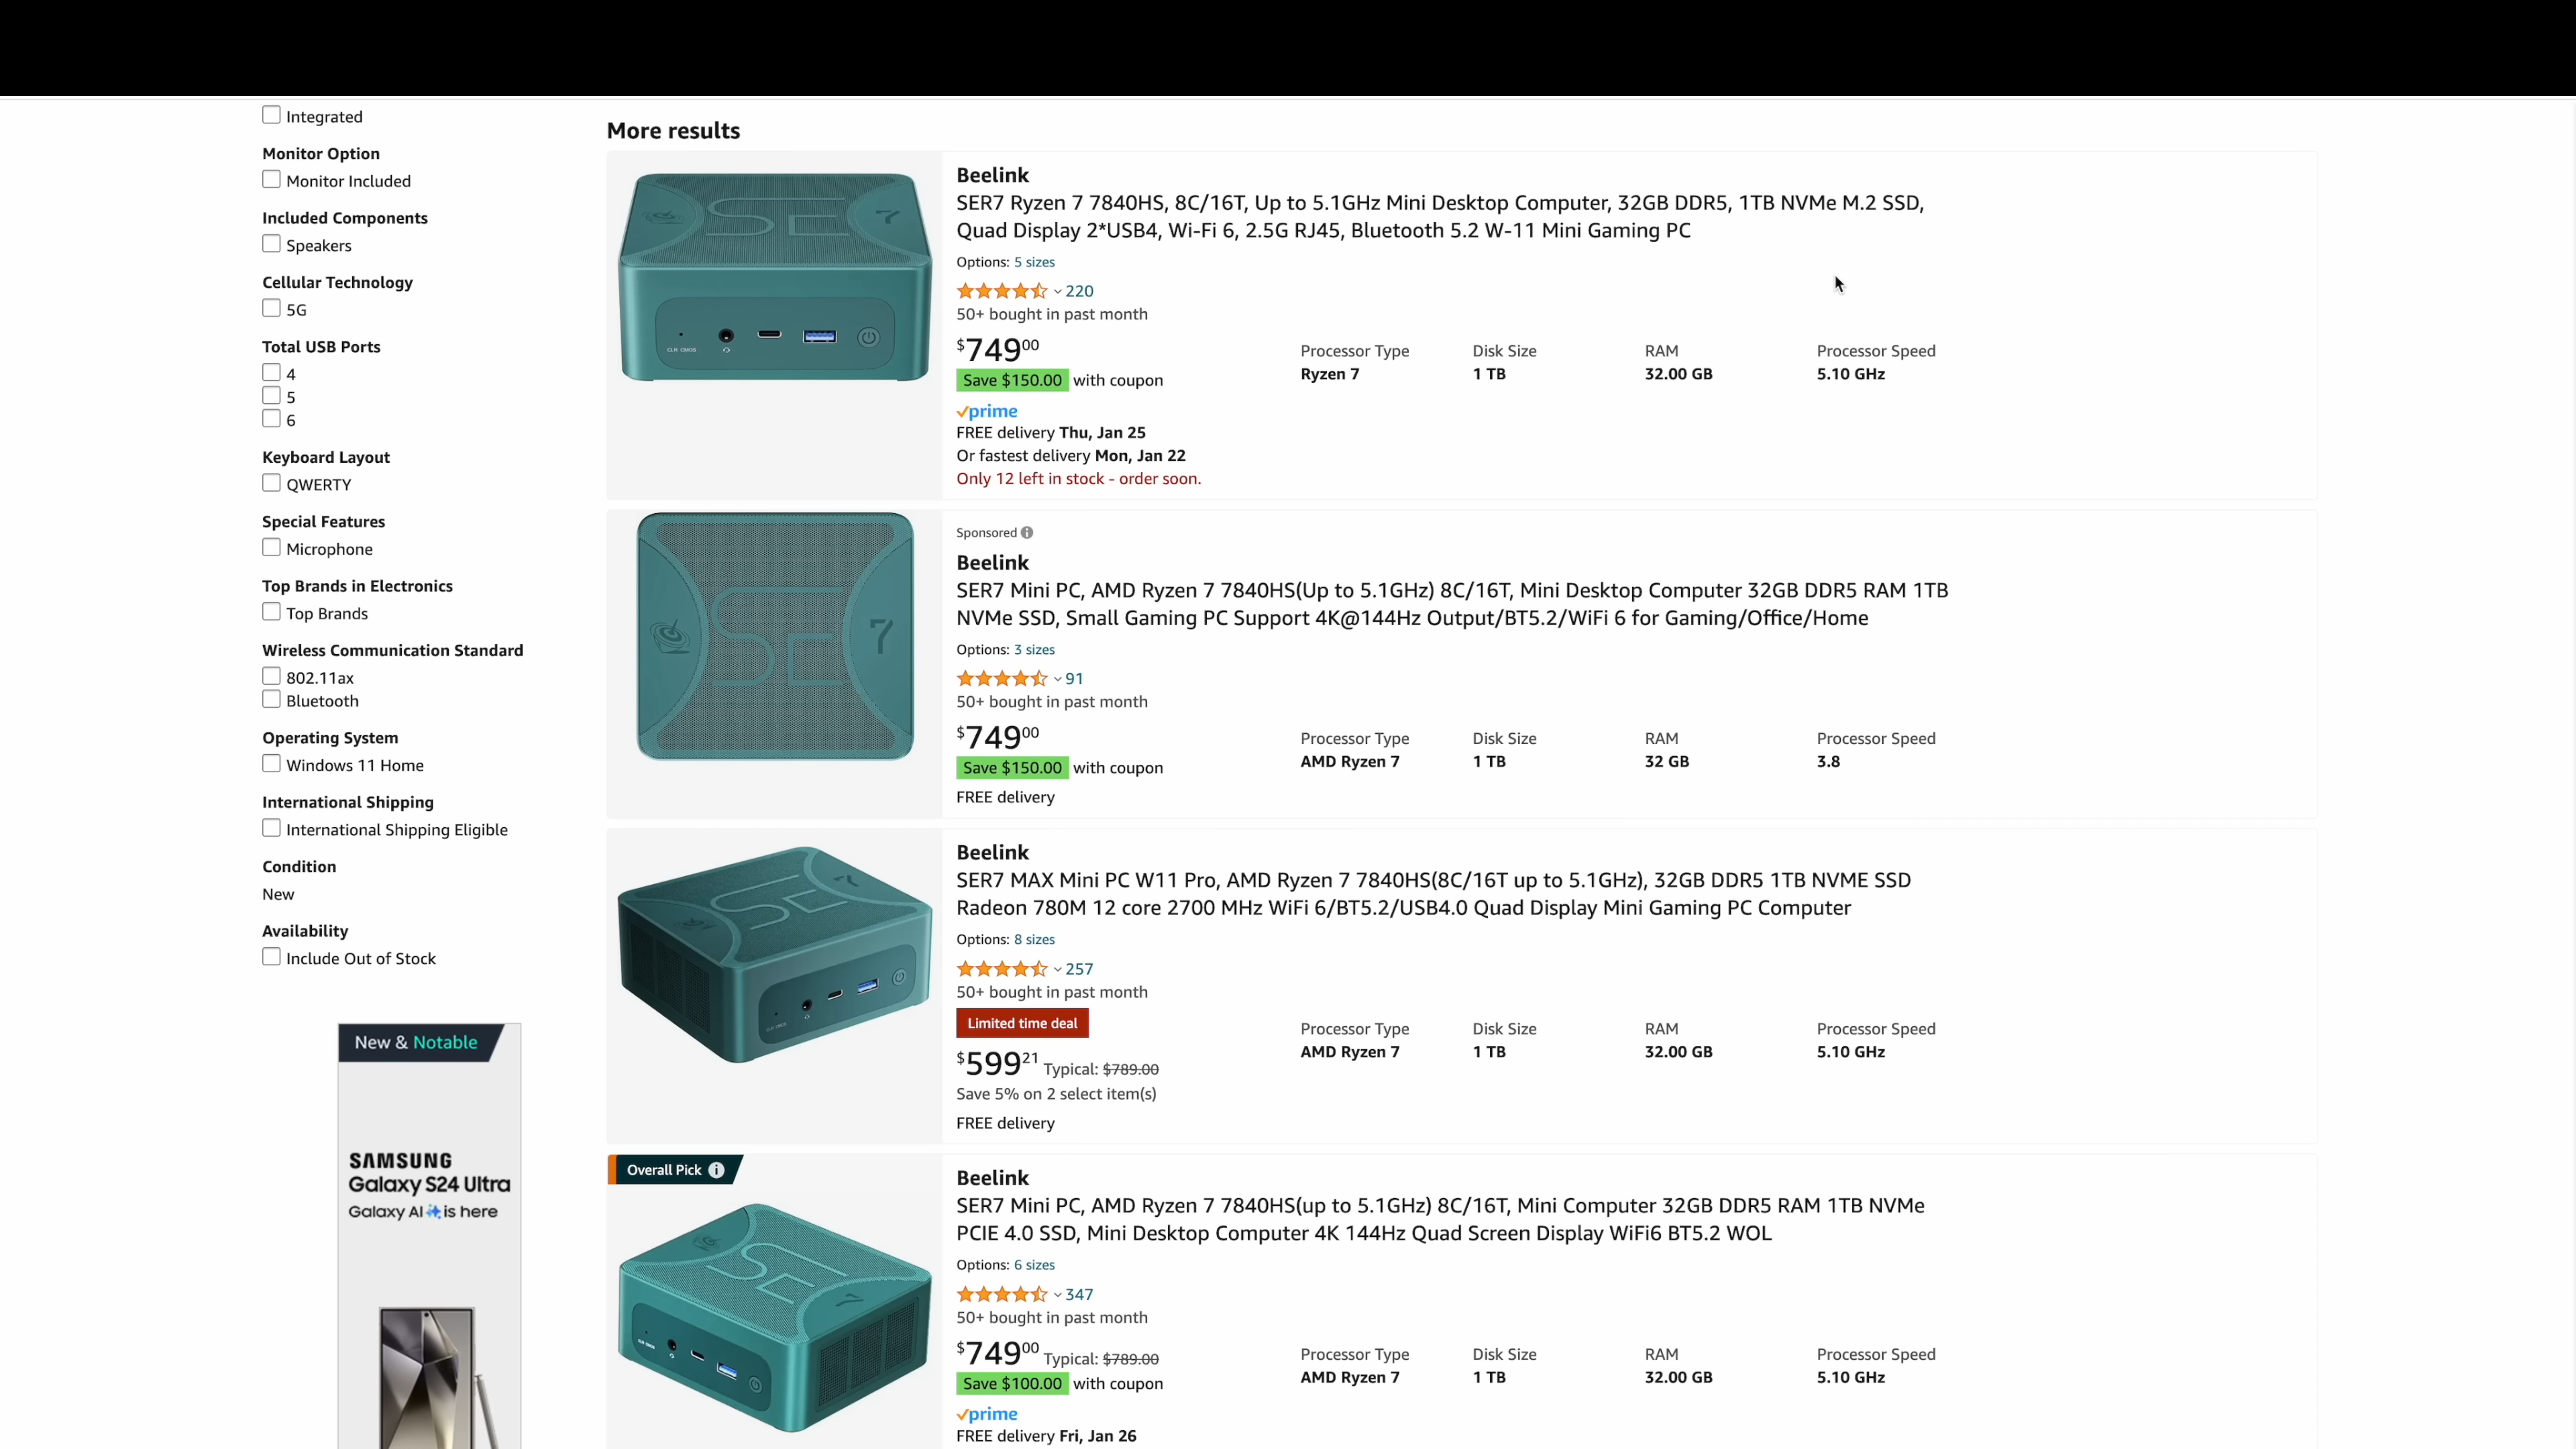 Integrated
Monitor Option
Monitor Included
Included Components
Speakers
Cellular Technology
5G
Total USB Ports
4
5
6
Keyboard Layout
QWERTY
Special Features
Microphone
Top Brands in Electronics
Top Brands
Wireless Communication Standard
802.11ax
Bluetooth
Operating System
Windows 11 Home
International Shipping
International Shipping Eligible
Condition
New
Availability
Include Out of Stock
New & Notable
SAMSUNG
Galaxy S24 Ultra
Galaxy AI is here
More results
SE
7
CLR CMOS
Beelink
SER7 Ryzen 7 7840HS, 8C/16T, Up to 5.1GHz Mini Desktop Computer, 32GB DDR5, 1TB NVMe M.2 SSD,
Quad Display 2*USB4, Wi-Fi 6, 2.5G RJ45, Bluetooth 5.2 W-11 Mini Gaming PC
Options: 5 sizes
220
50+ bought in past month
$74900
Save $150.00 with coupon
prime
FREE delivery Thu, Jan 25
Or fastest delivery Mon, Jan 22
Only 12 left in stock - order soon.
Processor Type Disk Size RAM Processor Speed
Ryzen 7 1 TB 32.00 GB 5.10 GHz
SE
7
Sponsored
Beelink
SER7 Mini PC, AMD Ryzen 7 7840HS(Up to 5.1GHz) 8C/16T, Mini Desktop Computer 32GB DDR5 RAM 1TB
NVMe SSD, Small Gaming PC Support 4K@144Hz Output/BT5.2/WiFi 6 for Gaming/Office/Home
Options: 3 sizes
91
50+ bought in past month
$74900
Save $150.00 with coupon
FREE delivery
Processor Type Disk Size RAM Processor Speed
AMD Ryzen 7 1 TB 32 GB 3.8
SE
7
Beelink
SER7 MAX Mini PC W11 Pro, AMD Ryzen 7 7840HS(8C/16T up to 5.1GHz), 32GB DDR5 1TB NVME SSD
Radeon 780M 12 core 2700 MHz WiFi 6/BT5.2/USB4.0 Quad Display Mini Gaming PC Computer
Options: 8 sizes
257
50+ bought in past month
Limited time deal
$59921 Typical: $789.00
Save 5% on 2 select item(s)
FREE delivery
Processor Type Disk Size RAM Processor Speed
AMD Ryzen 7 1 TB 32.00 GB 5.10 GHz
Overall Pick
SE
7
Beelink
SER7 Mini PC, AMD Ryzen 7 7840HS(up to 5.1GHz) 8C/16T, Mini Computer 32GB DDR5 RAM 1TB NVMe
PCIE 4.0 SSD, Mini Desktop Computer 4K 144Hz Quad Screen Display WiFi6 BT5.2 WOL
Options: 6 sizes
347
50+ bought in past month
$74900 Typical: $789.00
Save $100.00 with coupon
prime
FREE delivery Fri, Jan 26
Processor Type Disk Size RAM Processor Speed
AMD Ryzen 7 1 TB 32.00 GB 5.10 GHz